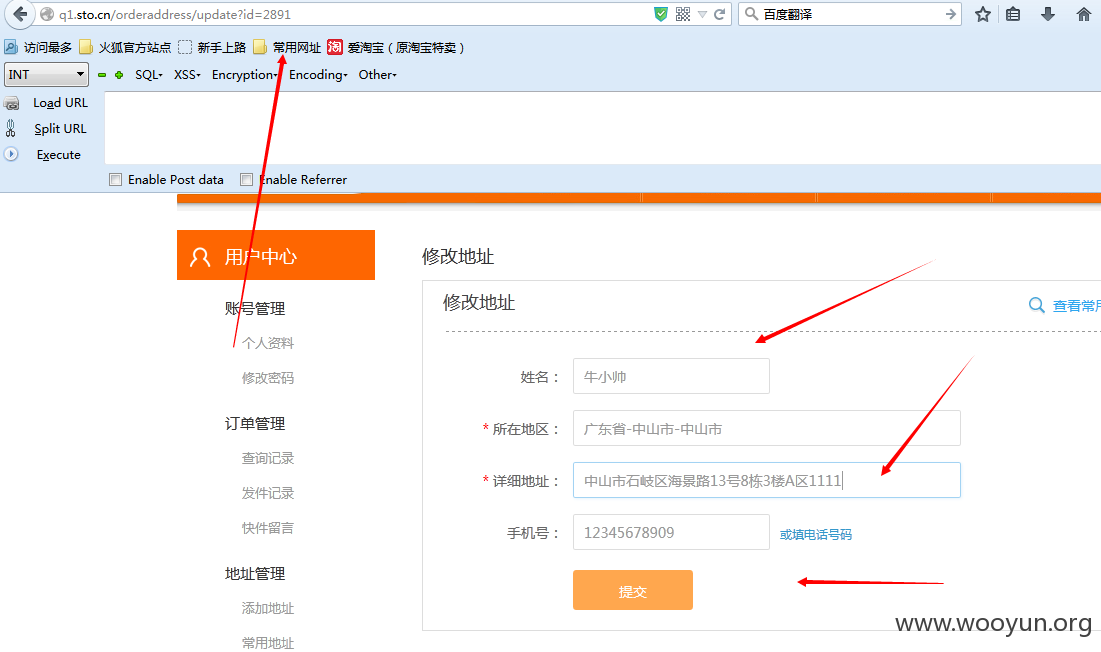 q1.sto.cn/orderaddress/update?id=2891
百度翻译
访问最多 火狐官方站点 新手上路 常用网址 淘 爱淘宝（原淘宝特卖）
INT SQL XSS Encryption Encoding Other
Load URL
Split URL
Execute
Enable Post data Enable Referrer
用户中心
修改地址
账号管理
个人资料
修改密码
订单管理
查询记录
发件记录
快件留言
地址管理
添加地址
常用地址
修改地址
查看常用
姓名： 牛小帅
* 所在地区： 广东省-中山市-中山市
* 详细地址： 中山市石岐区海景路13号8栋3楼A区1111
手机号： 12345678909 或填电话号码
提交
www.wooyun.org